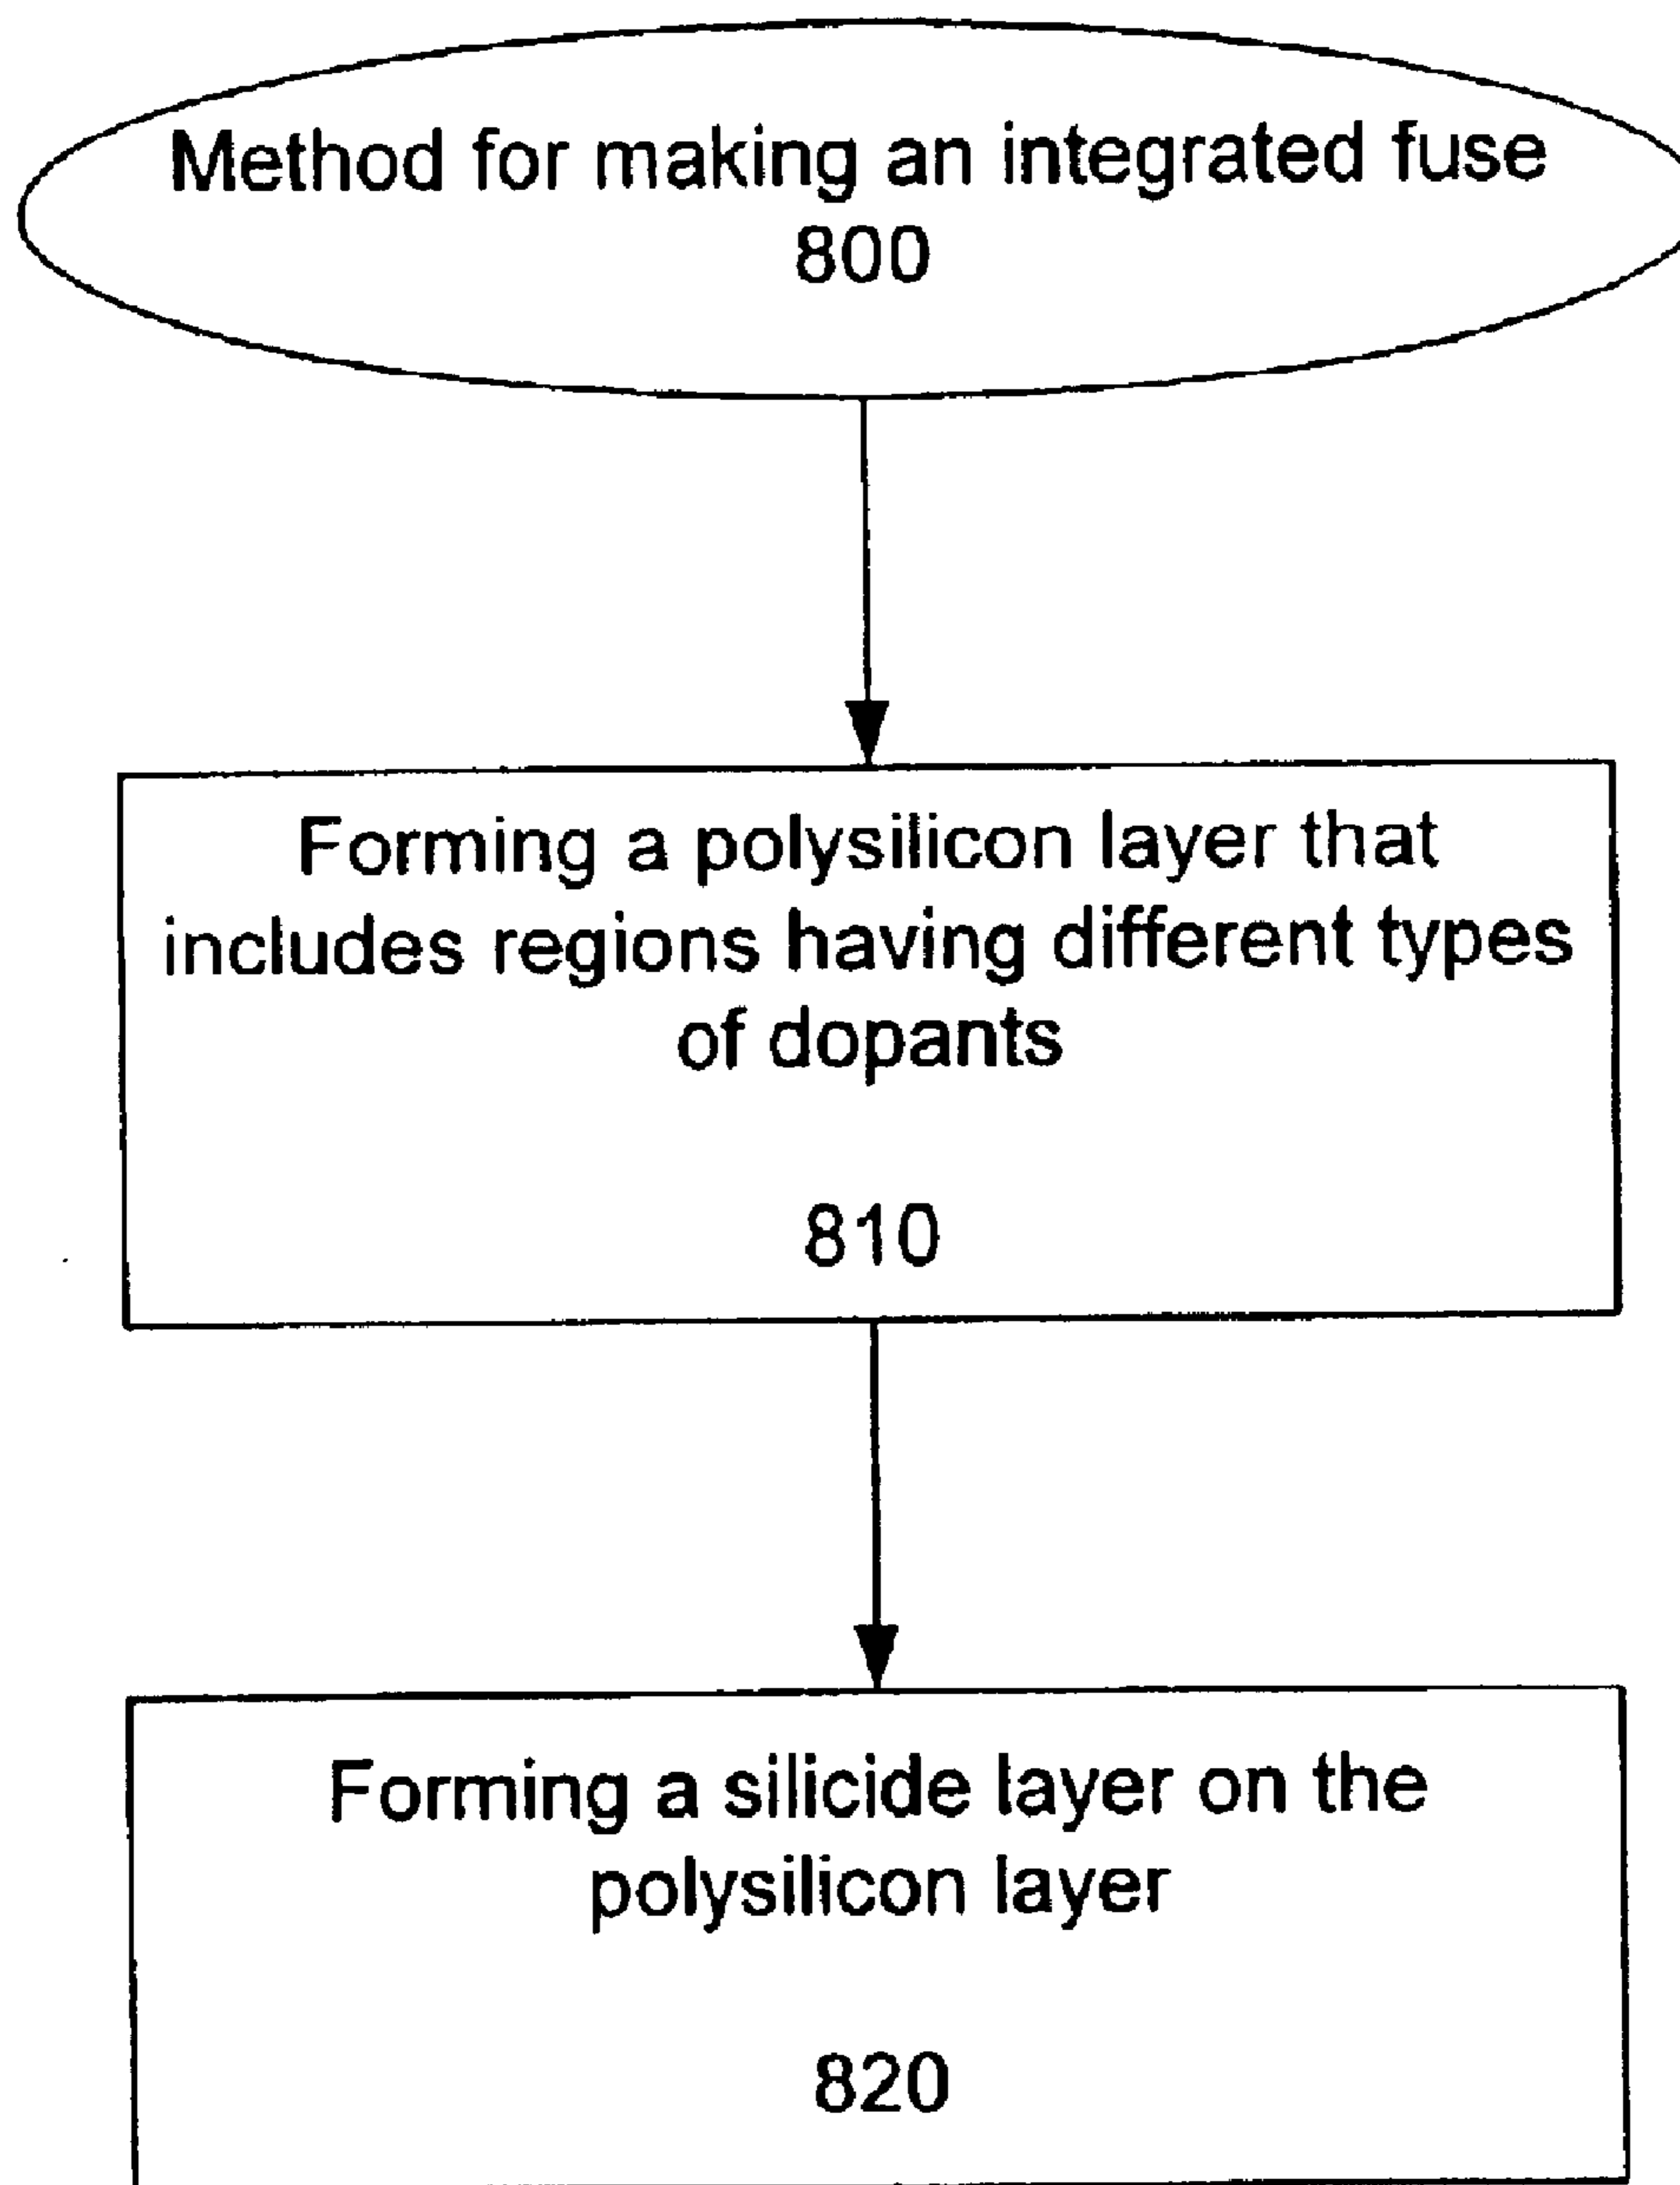 Method for making an integrated fuse
800
Forming a polysilicon layer that
includes regions having different types
of dopants
810
Forming a silicide layer on the
polysilicon layer
820